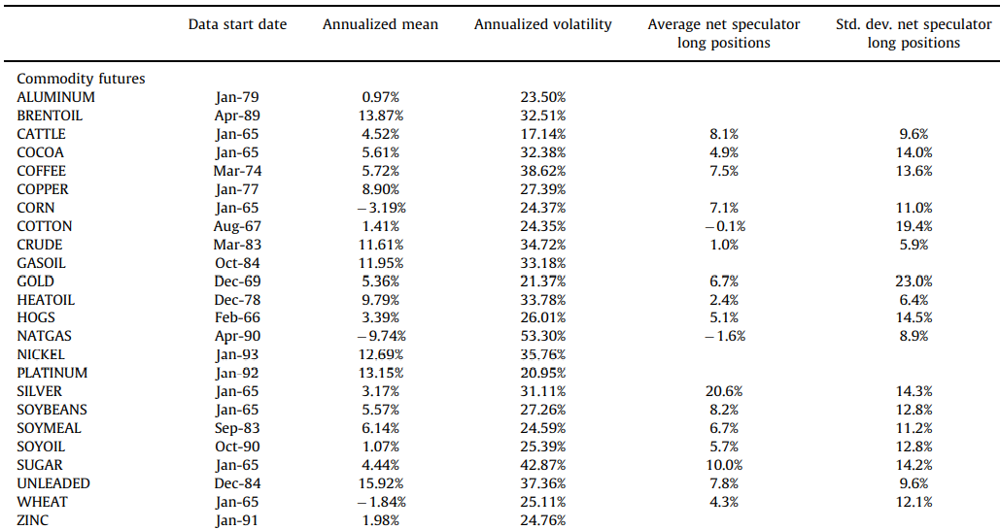 Data start date Annualized mean Annualized volatility Average net speculator Std. dev. net speculator
long positions long positions
Commodity futures
ALUMINUM Jan-79 0.97% 23.50%
BRENTOIL Apr-89 13.87% 32.51%
CATTLE Jan-65 4.52% 17.14% 8.1% 9.6%
COCOA Jan-65 5.61% 32.38% 4.9% 14.0%
COFFEE Mar-74 5.72% 38.62% 7.5% 13.6%
COPPER Jan-77 8.90% 27.39%
CORN Jan-65 −3.19% 24.37% 7.1% 11.0%
COTTON Aug-67 1.41% 24.35% −0.1% 19.4%
CRUDE Mar-83 11.61% 34.72% 1.0% 5.9%
GASOIL Oct-84 11.95% 33.18%
GOLD Dec-69 5.36% 21.37% 6.7% 23.0%
HEATOIL Dec-78 9.79% 33.78% 2.4% 6.4%
HOGS Feb-66 3.39% 26.01% 5.1% 14.5%
NATGAS Apr-90 −9.74% 53.30% −1.6% 8.9%
NICKEL Jan-93 12.69% 35.76%
PLATINUM Jan-92 13.15% 20.95%
SILVER Jan-65 3.17% 31.11% 20.6% 14.3%
SOYBEANS Jan-65 5.57% 27.26% 8.2% 12.8%
SOYMEAL Sep-83 6.14% 24.59% 6.7% 11.2%
SOYOIL Oct-90 1.07% 25.39% 5.7% 12.8%
SUGAR Jan-65 4.44% 42.87% 10.0% 14.2%
UNLEADED Dec-84 15.92% 37.36% 7.8% 9.6%
WHEAT Jan-65 −1.84% 25.11% 4.3% 12.1%
ZINC Jan-91 1.98% 24.76%